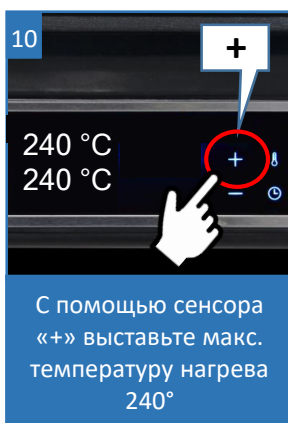 10
+
240 °C
240 °C
+
−
С помощью сенсора
«+» выставьте макс.
температуру нагрева
240°